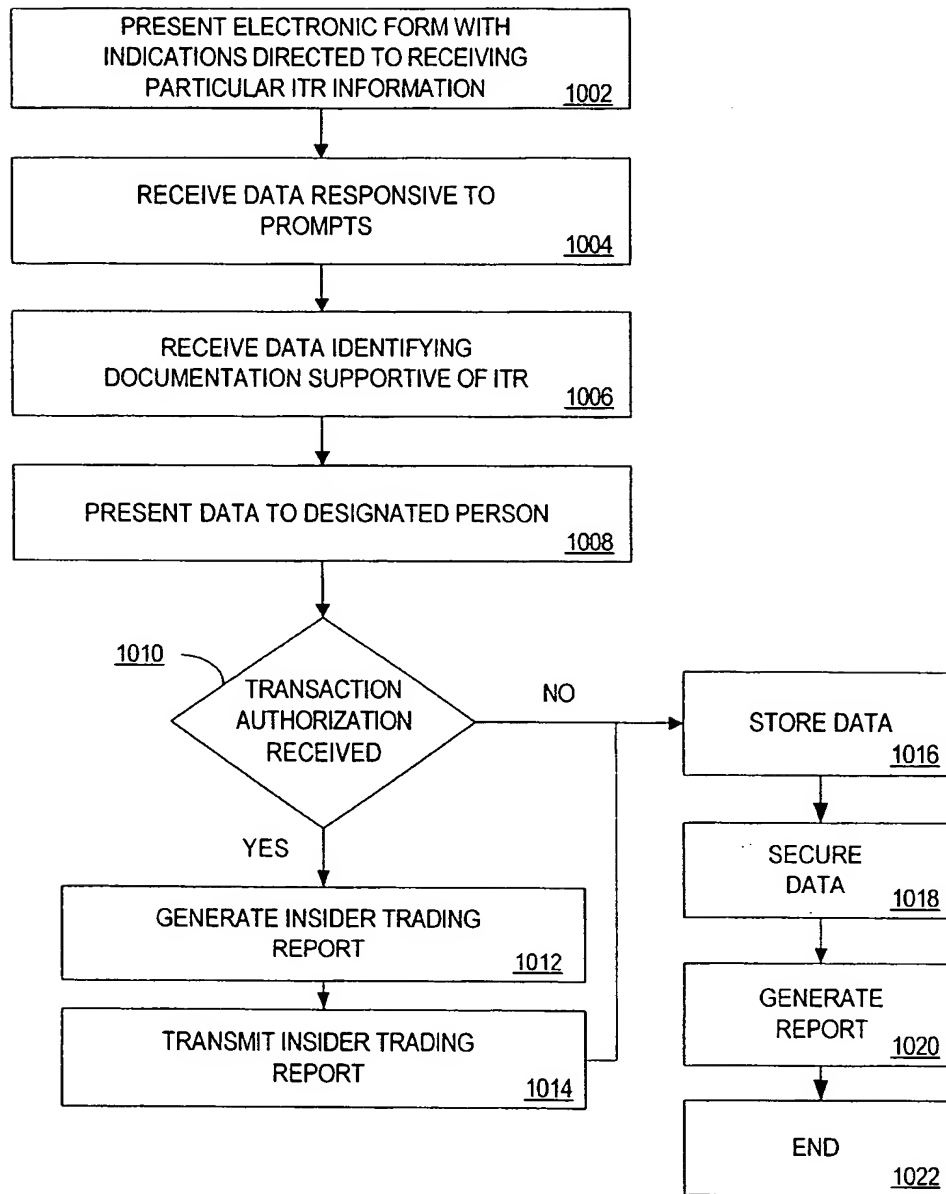 PRESENT ELECTRONIC FORM WITH
INDICATIONS DIRECTED TO RECEIVING
PARTICULAR ITR INFORMATION
1002
RECEIVE DATA RESPONSIVE TO
PROMPTS
1004
RECEIVE DATA IDENTIFYING
DOCUMENTATION SUPPORTIVE OF ITR
1006
PRESENT DATA TO DESIGNATED PERSON
1008
1010
TRANSACTION
AUTHORIZATION
RECEIVED
NO
YES
GENERATE INSIDER TRADING
REPORT
1012
TRANSMIT INSIDER TRADING
REPORT
1014
STORE DATA
1016
SECURE
DATA
1018
GENERATE
REPORT
1020
END
1022